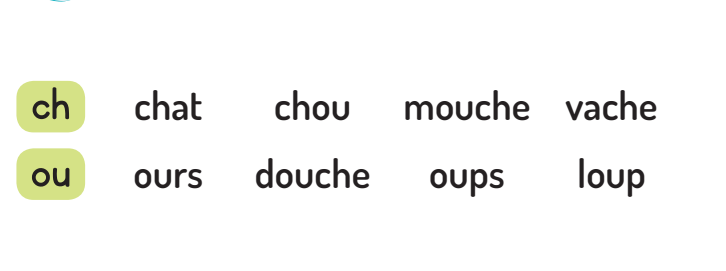 ch chat chou mouche vache
ou ours douche oups loup